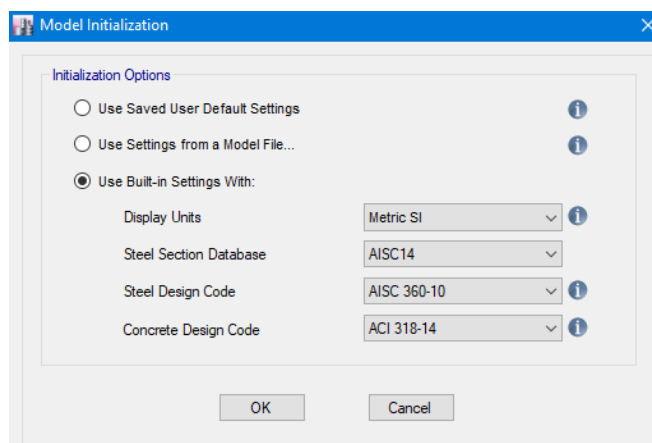 Model Initialization
Initialization Options
Use Saved User Default Settings
Use Settings from a Model File...
Use Built-in Settings With:
Display Units Metric SI
Steel Section Database AISC14
Steel Design Code AISC 360-10
Concrete Design Code ACI 318-14
OK Cancel